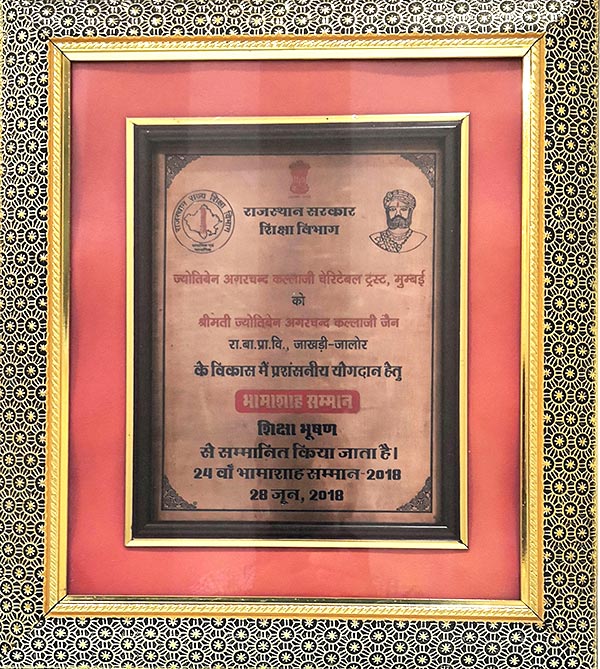 राजस्थान राज्य शिक्षा विभाग
राजस्थान सरकार
शिक्षा विभाग
ज्योतिबेन अगरचन्द कल्लाजी चेरिटेबल ट्रस्ट, मुम्बई
को
श्रीमती ज्योतिबेन अगरचन्द कल्लाजी जैन
रा.बा.प्रा.वि., जाखड़ी-जालोर
के विकास में प्रशंसनीय योगदान हेतु
भामाशाह सम्मान
शिक्षा भूषण
से सम्मानित किया जाता है।
24 वाँ भामाशाह सम्मान-2018
28 जून, 2018